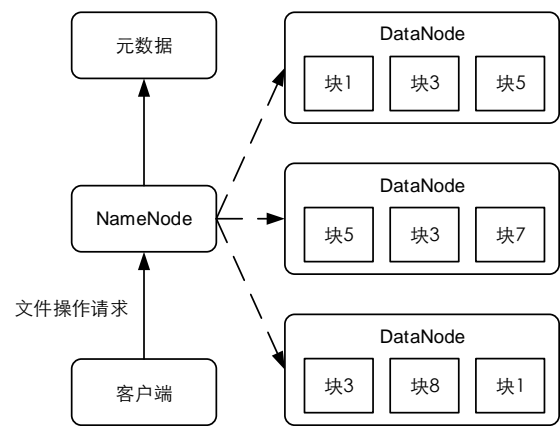 元数据
NameNode
文件操作请求
客户端
DataNode
块1 块3 块5
DataNode
块5 块3 块7
DataNode
块3 块8 块1